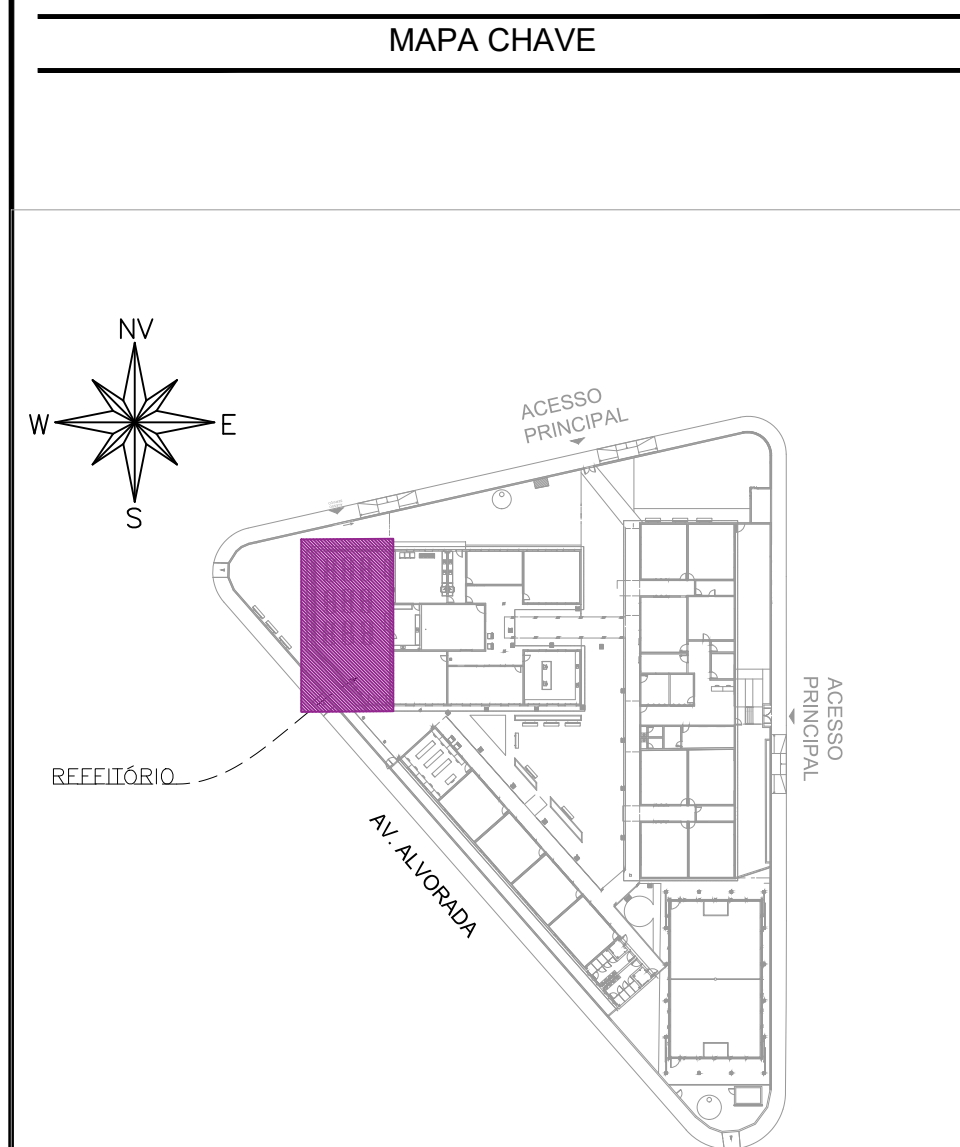 MAPA CHAVE
NV
W
E
S
ACESSO
PRINCIPAL
ACESSO
PRINCIPAL
REFEITÓRIO
AV. ALVORADA